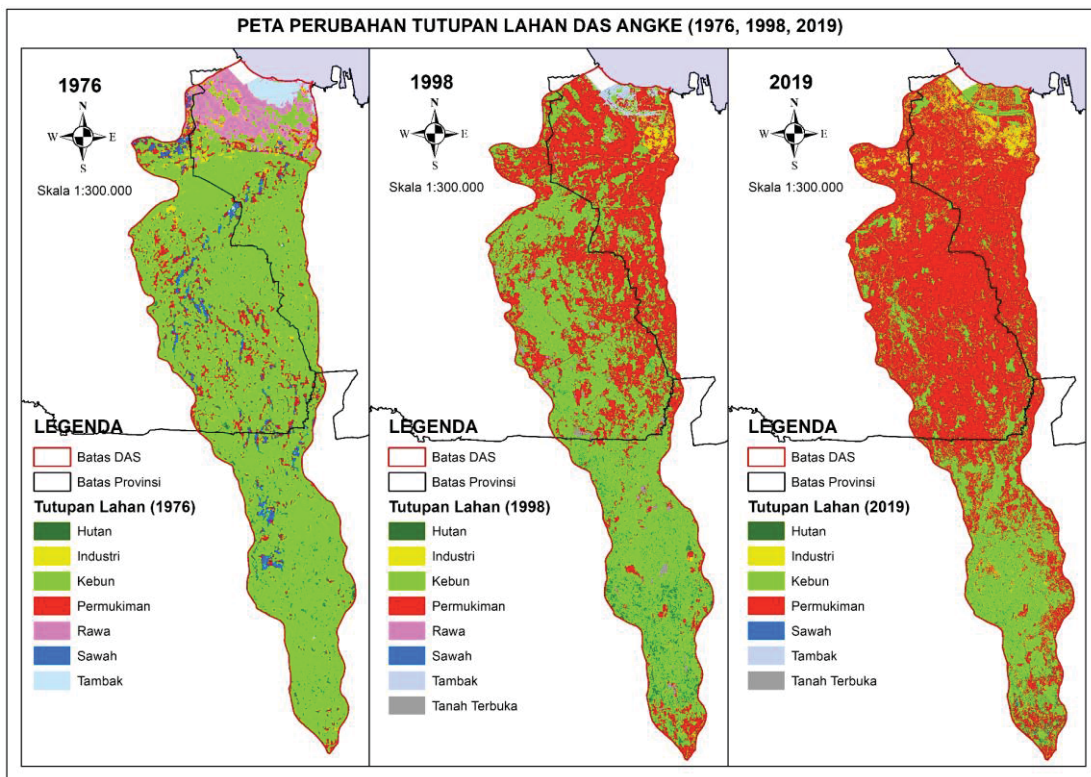 PETA PERUBAHAN TUTUPAN LAHAN DAS ANGKE (1976, 1998, 2019)
1976
N
W E
S
Skala 1:300.000
LEGENDA
Batas DAS
Batas Provinsi
Tutupan Lahan (1976)
Hutan
Industri
Kebun
Permukiman
Rawa
Sawah
Tambak
1998
N
W E
S
Skala 1:300.000
LEGENDA
Batas DAS
Batas Provinsi
Tutupan Lahan (1998)
Hutan
Industri
Kebun
Permukiman
Rawa
Sawah
Tambak
Tanah Terbuka
2019
N
W E
S
Skala 1:300.000
LEGENDA
Batas DAS
Batas Provinsi
Tutupan Lahan (2019)
Hutan
Industri
Kebun
Permukiman
Sawah
Tambak
Tanah Terbuka